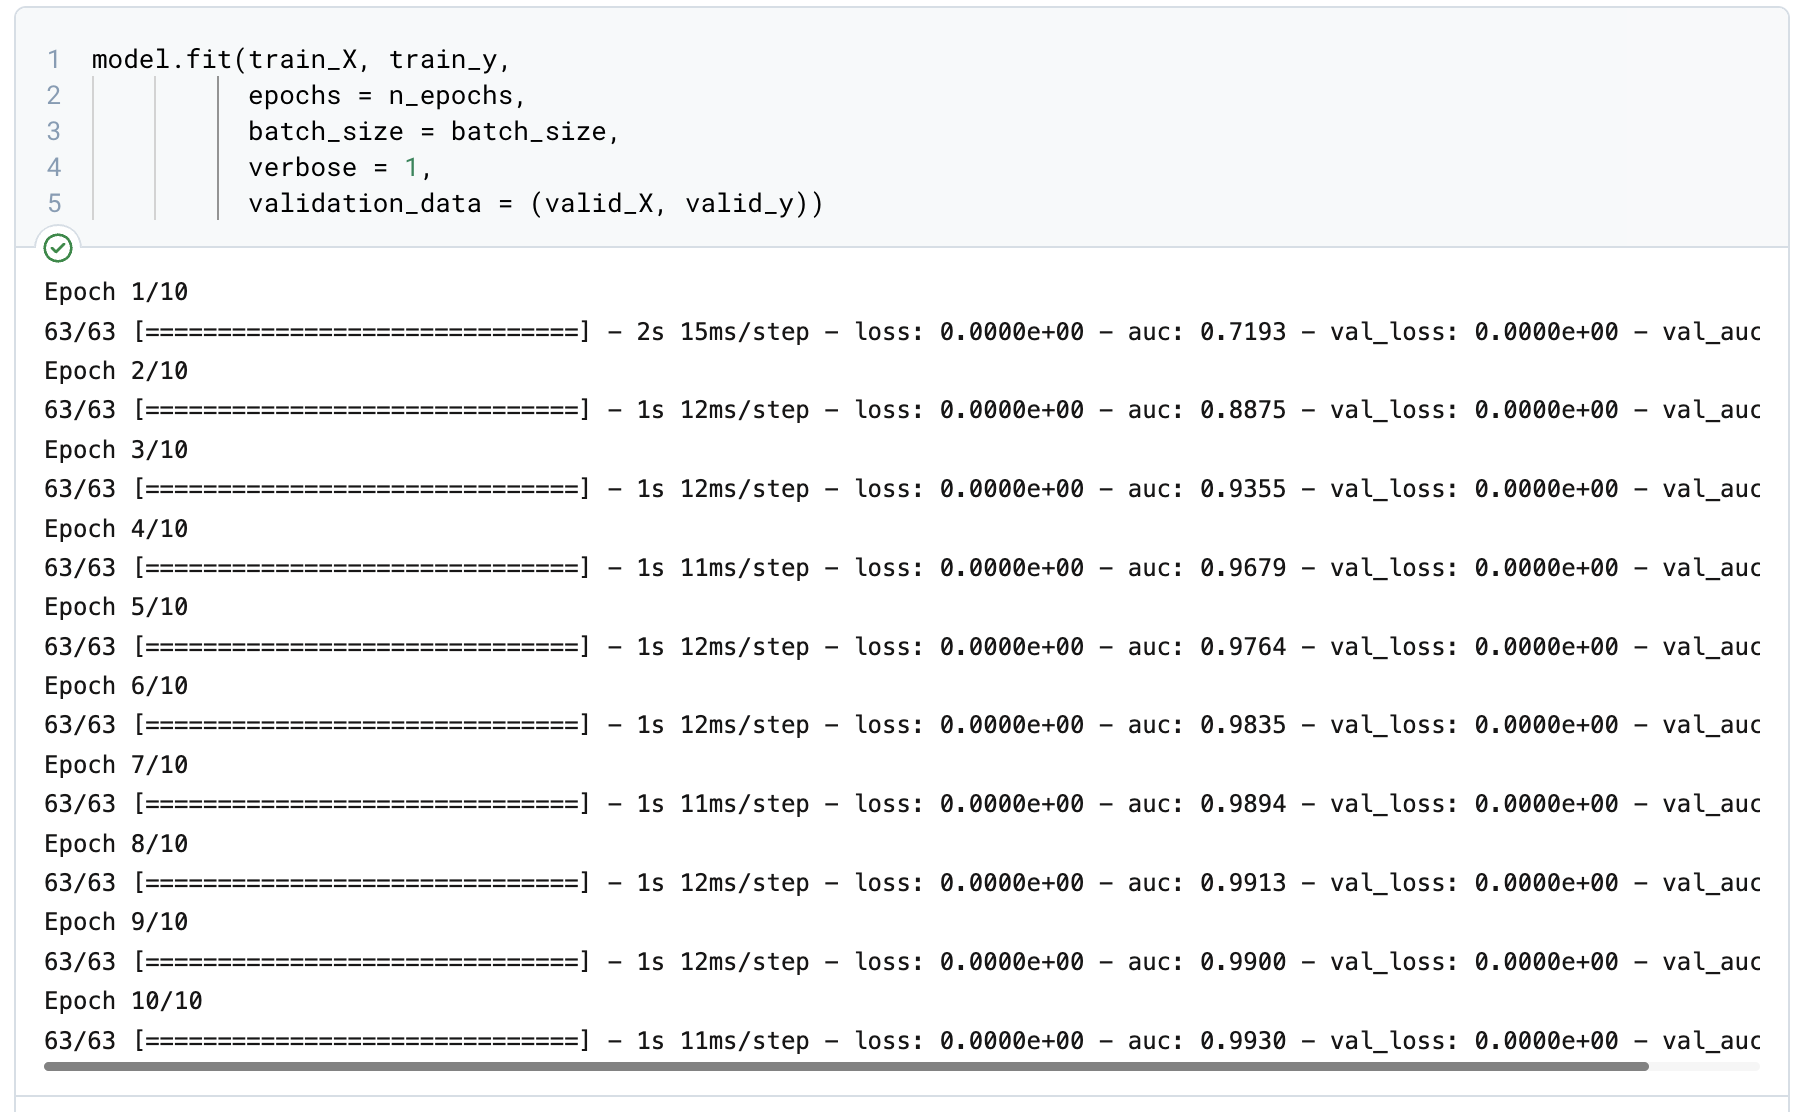 1 model.fit(train_X, train_y,
2 epochs = n_epochs,
3 batch_size = batch_size,
4 verbose = 1,
5 validation_data = (valid_X, valid_y))
Epoch 1/10
63/63 [==============================] - 2s 15ms/step - loss: 0.0000e+00 - auc: 0.7193 - val_loss: 0.0000e+00 - val_auc
Epoch 2/10
63/63 [==============================] - 1s 12ms/step - loss: 0.0000e+00 - auc: 0.8875 - val_loss: 0.0000e+00 - val_auc
Epoch 3/10
63/63 [==============================] - 1s 12ms/step - loss: 0.0000e+00 - auc: 0.9355 - val_loss: 0.0000e+00 - val_auc
Epoch 4/10
63/63 [==============================] - 1s 11ms/step - loss: 0.0000e+00 - auc: 0.9679 - val_loss: 0.0000e+00 - val_auc
Epoch 5/10
63/63 [==============================] - 1s 12ms/step - loss: 0.0000e+00 - auc: 0.9764 - val_loss: 0.0000e+00 - val_auc
Epoch 6/10
63/63 [==============================] - 1s 12ms/step - loss: 0.0000e+00 - auc: 0.9835 - val_loss: 0.0000e+00 - val_auc
Epoch 7/10
63/63 [==============================] - 1s 11ms/step - loss: 0.0000e+00 - auc: 0.9894 - val_loss: 0.0000e+00 - val_auc
Epoch 8/10
63/63 [==============================] - 1s 12ms/step - loss: 0.0000e+00 - auc: 0.9913 - val_loss: 0.0000e+00 - val_auc
Epoch 9/10
63/63 [==============================] - 1s 12ms/step - loss: 0.0000e+00 - auc: 0.9900 - val_loss: 0.0000e+00 - val_auc
Epoch 10/10
63/63 [==============================] - 1s 11ms/step - loss: 0.0000e+00 - auc: 0.9930 - val_loss: 0.0000e+00 - val_auc